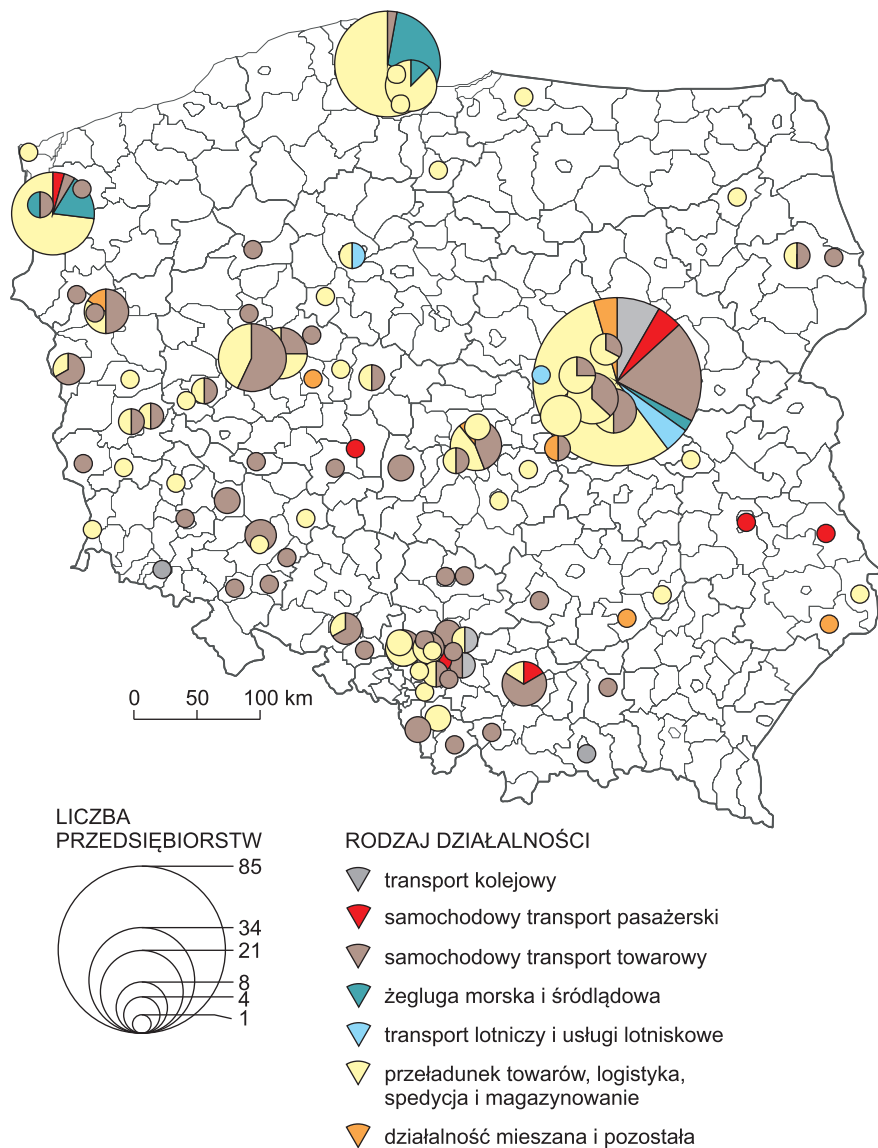 0 50 100 km
LICZBA
PRZEDSIĘBIORSTW
85
34
21
8
4
1
RODZAJ DZIAŁALNOŚCI
transport kolejowy
samochodowy transport pasażerski
samochodowy transport towarowy
żegluga morska i śródlądowa
transport lotniczy i usługi lotniskowe
przeładunek towarów, logistyka,
spedycja i magazynowanie
działalność mieszana i pozostała